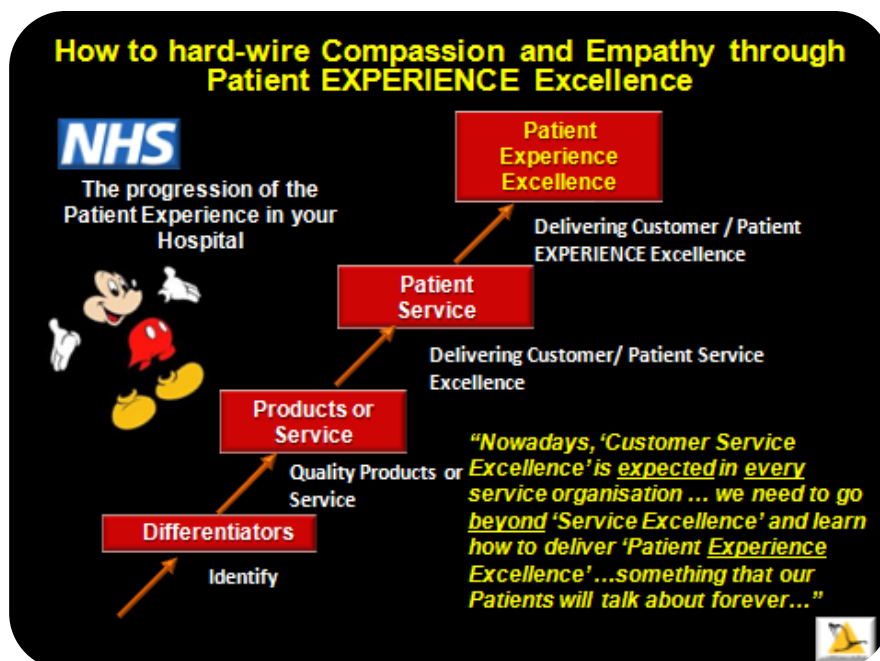 How to hard-wire Compassion and Empathy through
Patient EXPERIENCE Excellence
NHS
The progression of the
Patient Experience in your
Hospital
Patient
Experience
Excellence
Delivering Customer / Patient
EXPERIENCE Excellence
Patient
Service
Delivering Customer/ Patient Service
Excellence
Products or
Service
Quality Products or
Service
Differentiators
Identify
“Nowadays, ‘Customer Service
Excellence’ is expected in every
service organisation ... we need to go
beyond ‘Service Excellence’ and learn
how to deliver ‘Patient Experience
Excellence’ ...something that our
Patients will talk about forever...”